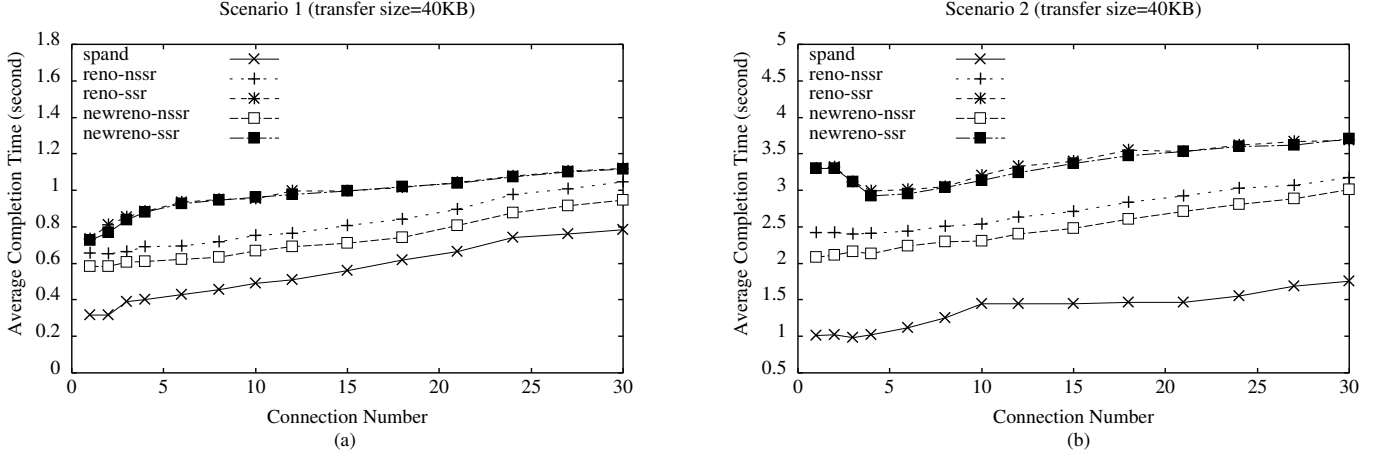 Scenario 1 (transfer size=40KB)
Average Completion Time (second)
1.8
1.6
1.4
1.2
1
0.8
0.6
0.4
0.2
0
spand
reno-nssr
reno-ssr
newreno-nssr
newreno-ssr
0 5 10 15 20 25 30
Connection Number
(a)
Scenario 2 (transfer size=40KB)
Average Completion Time (second)
5
4.5
4
3.5
3
2.5
2
1.5
1
0.5
spand
reno-nssr
reno-ssr
newreno-nssr
newreno-ssr
0 5 10 15 20 25 30
Connection Number
(b)